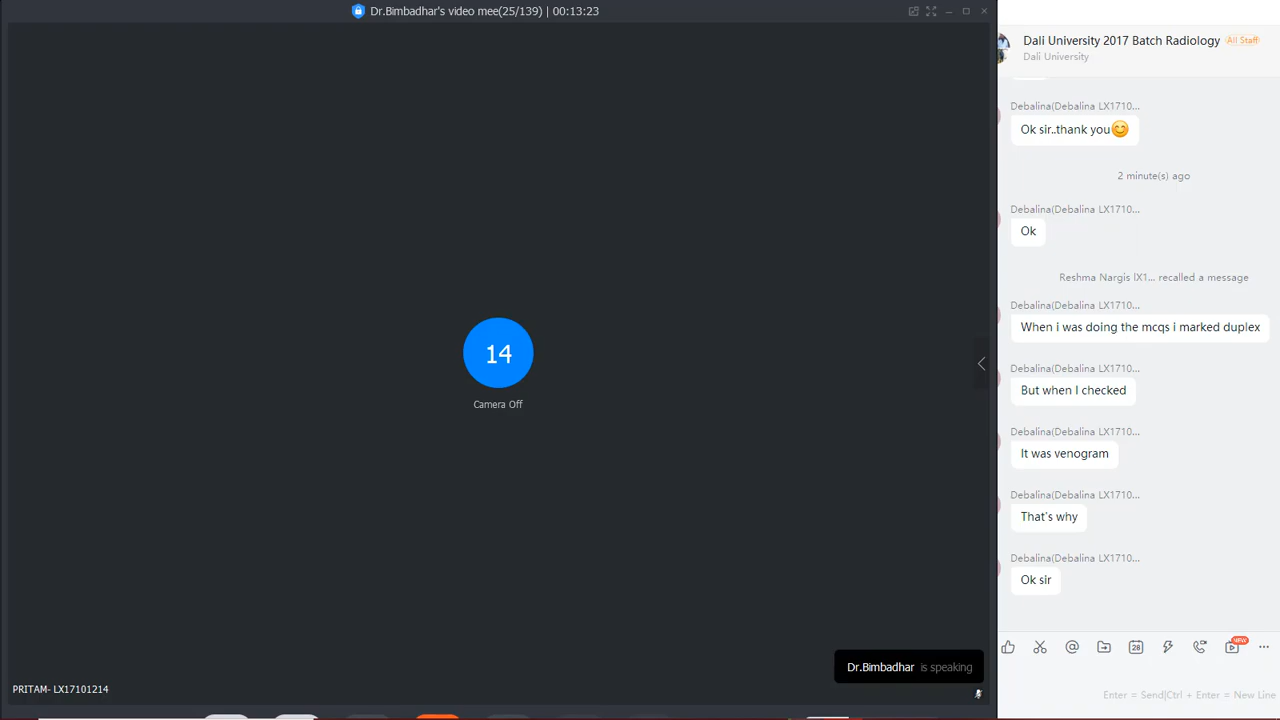 Dr.Bimbadhar's video mee(25/139) | 00:13:23
14
Camera Off
Dr.Bimbadhar is speaking
PRITAM- LX17101214
Dali University 2017 Batch Radiology All Staff
Dali University
Debalina(Debalina LX1710...
Ok sir..thank you😊
2 minute(s) ago
Debalina(Debalina LX1710...
Ok
Reshma Nargis lX1... recalled a message
Debalina(Debalina LX1710...
When i was doing the mcqs i marked duplex
Debalina(Debalina LX1710...
But when I checked
Debalina(Debalina LX1710...
It was venogram
Debalina(Debalina LX1710...
That's why
Debalina(Debalina LX1710...
Ok sir
28
NEW
Enter = Send|Ctrl + Enter = New Line